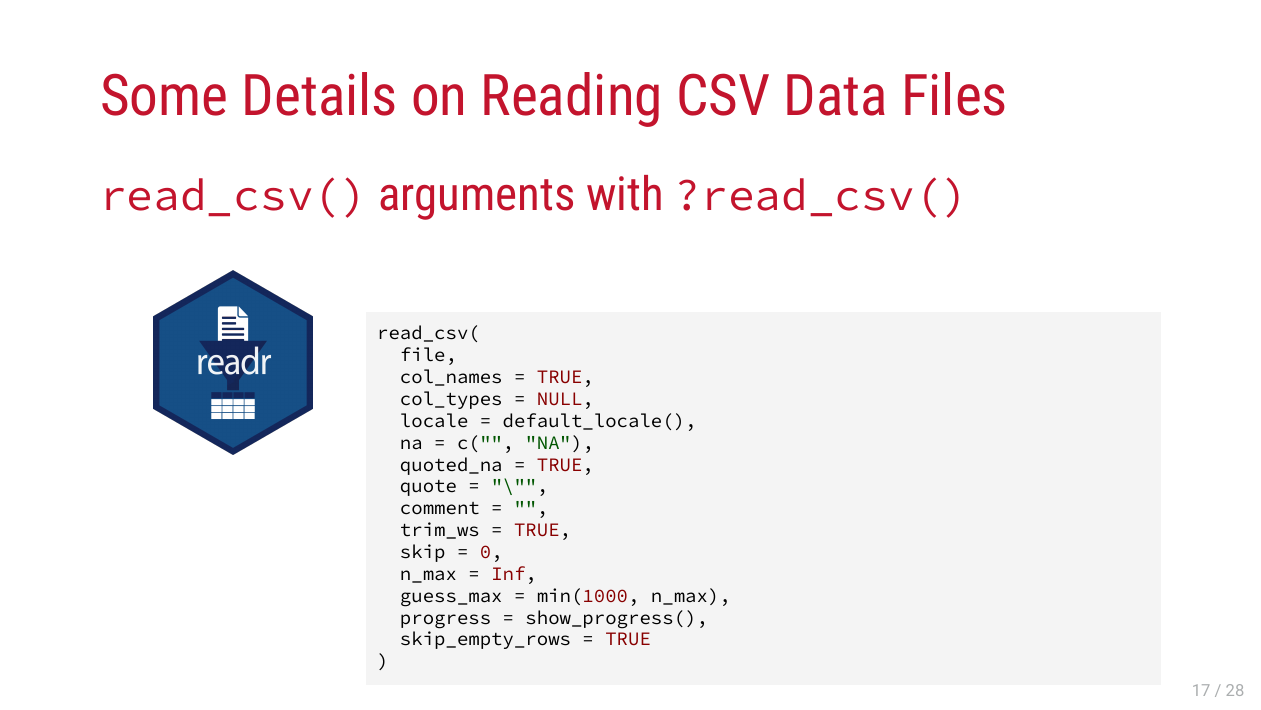 Some Details on Reading CSV Data Files
read_csv() arguments with ?read_csv()
readr
read_csv(
  file,
  col_names = TRUE,
  col_types = NULL,
  locale = default_locale(),
  na = c("", "NA"),
  quoted_na = TRUE,
  quote = "\"",
  comment = "",
  trim_ws = TRUE,
  skip = 0,
  n_max = Inf,
  guess_max = min(1000, n_max),
  progress = show_progress(),
  skip_empty_rows = TRUE
)
17 / 28